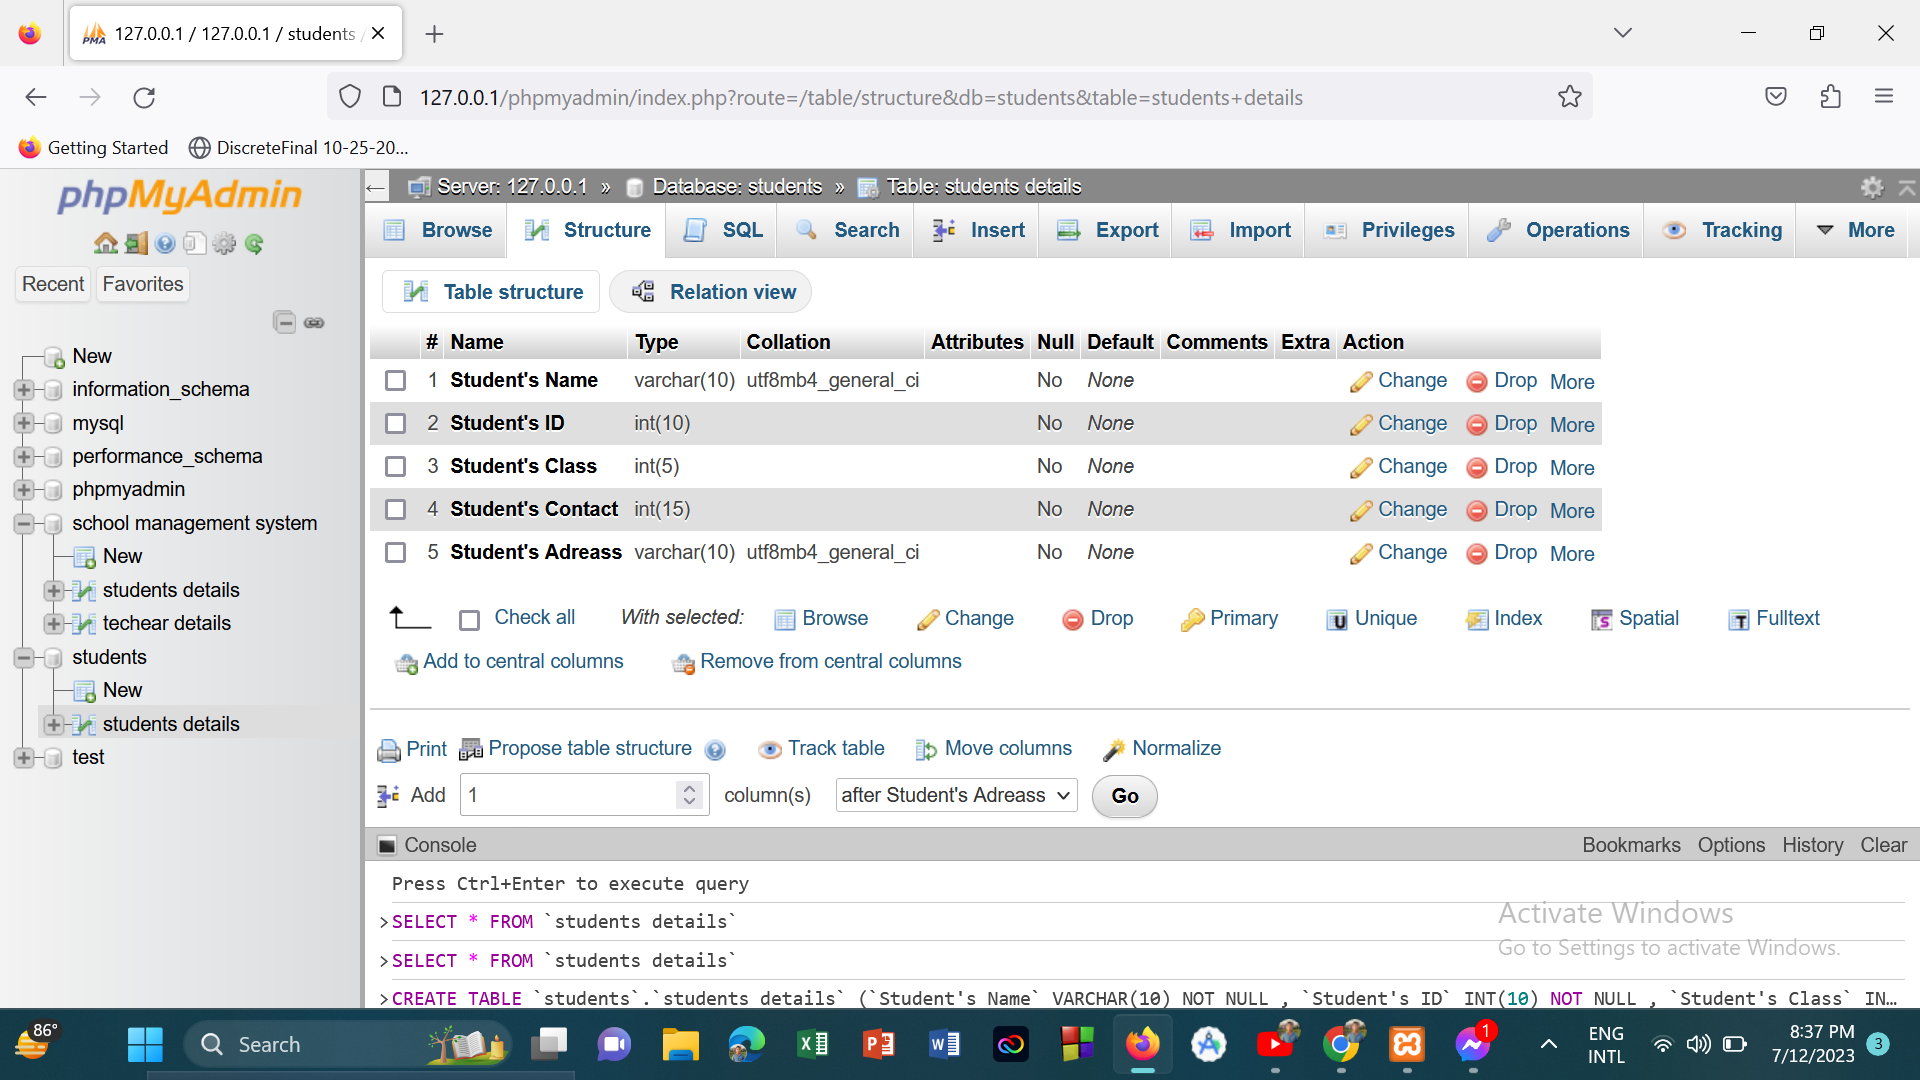 127.0.0.1 / 127.0.0.1 / students /
127.0.0.1/phpmyadmin/index.php?route=/table/structure&db=students&table=students+details
Getting Started DiscreteFinal 10-25-20...
phpMyAdmin
Recent Favorites
New
information_schema
mysql
performance_schema
phpmyadmin
school management system
New
students details
techear details
students
New
students details
test
Server: 127.0.0.1 » Database: students » Table: students details
Browse Structure SQL Search Insert Export Import Privileges Operations Tracking More
Table structure Relation view
# Name Type Collation Attributes Null Default Comments Extra Action
1 Student's Name varchar(10) utf8mb4_general_ci No None Change Drop More
2 Student's ID int(10) No None Change Drop More
3 Student's Class int(5) No None Change Drop More
4 Student's Contact int(15) No None Change Drop More
5 Student's Adreass varchar(10) utf8mb4_general_ci No None Change Drop More
Check all With selected: Browse Change Drop Primary Unique Index Spatial Fulltext
Add to central columns Remove from central columns
Print Propose table structure Track table Move columns Normalize
Add 1 column(s) after Student's Adreass Go
Console Bookmarks Options History Clear
Press Ctrl+Enter to execute query
>SELECT * FROM `students details`
>SELECT * FROM `students details`
>CREATE TABLE `students`.`students details` (`Student's Name` VARCHAR(10) NOT NULL , `Student's ID` INT(10) NOT NULL , `Student's Class` IN...
Activate Windows
Go to Settings to activate Windows.
86°
Search
1
ENG
INTL
8:37 PM
7/12/2023
3